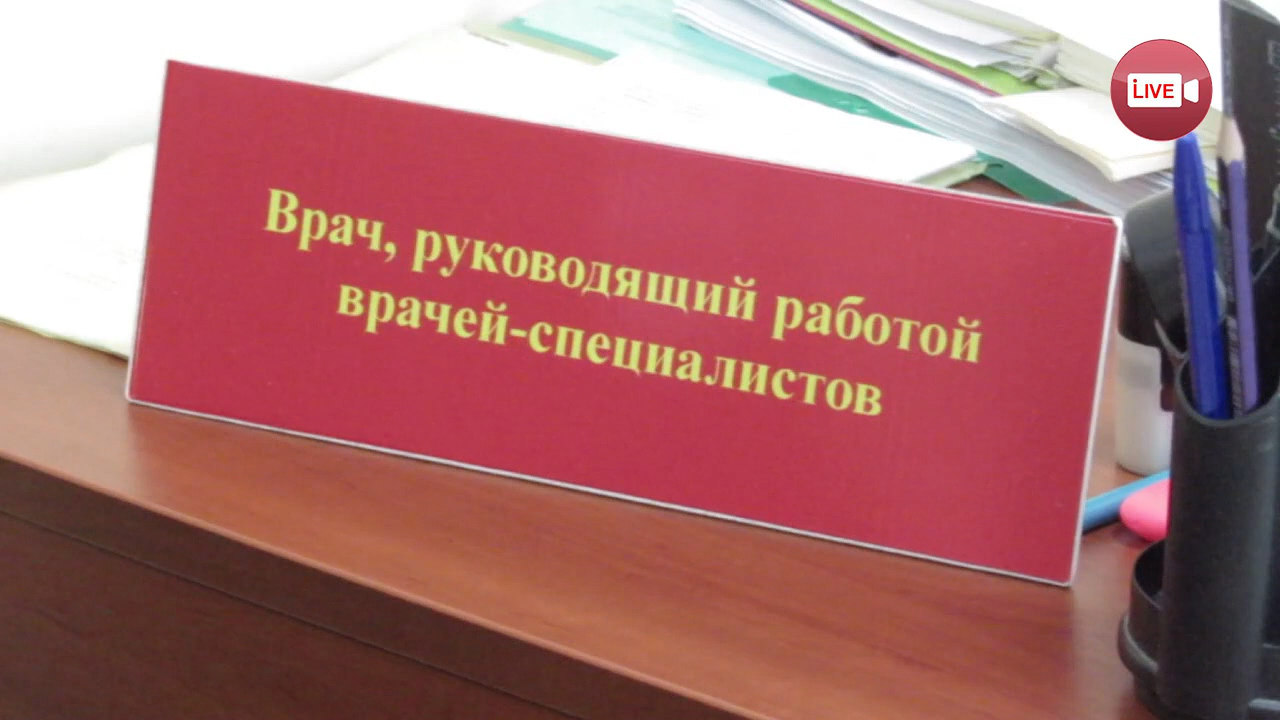 LIVE
Врач, руководящий работой
врачей-специалистов